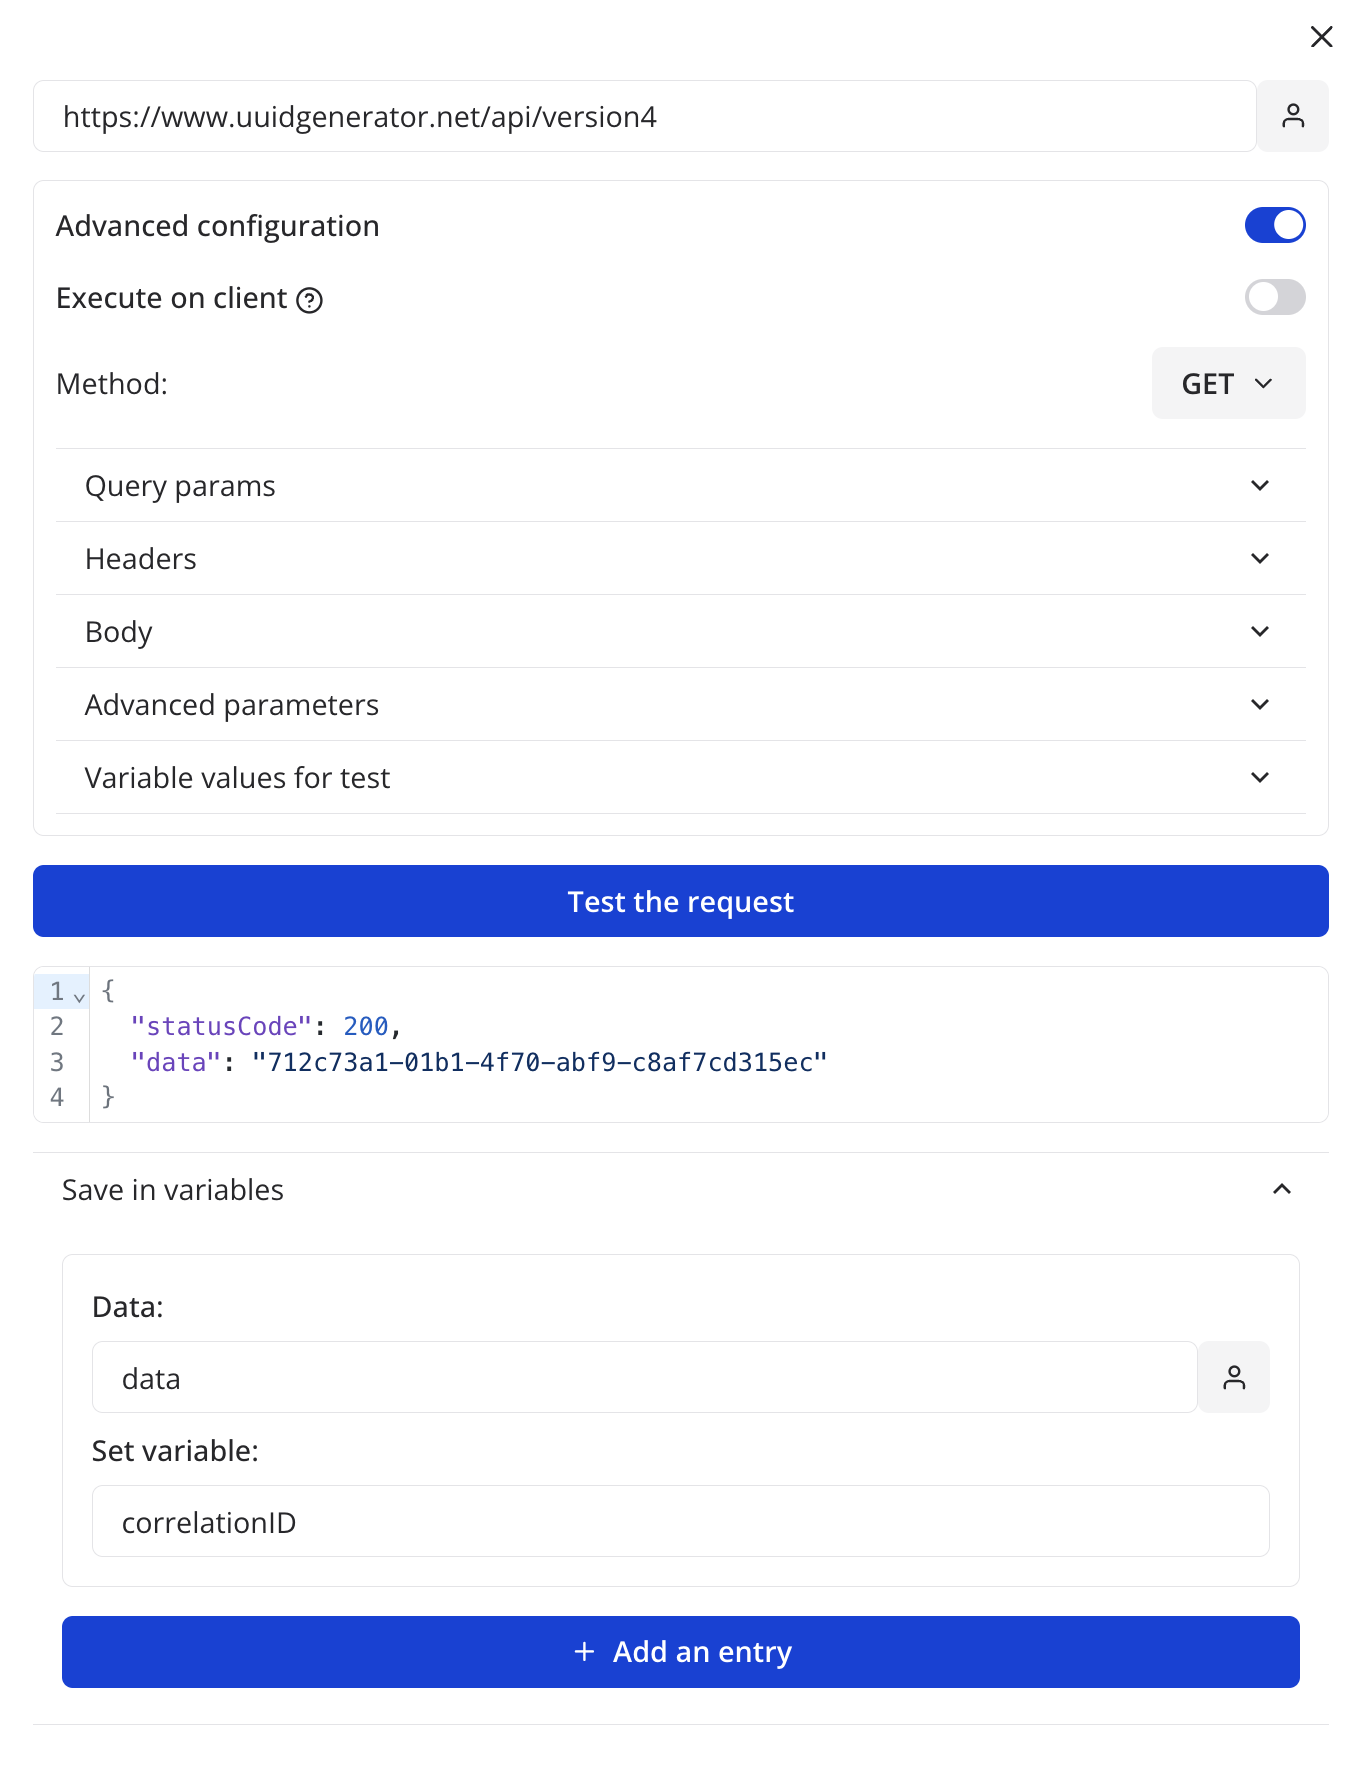 https://www.uuidgenerator.net/api/version4
Advanced configuration
Execute on client ?
Method:
GET
Query params
Headers
Body
Advanced parameters
Variable values for test
Test the request
1 {
2 "statusCode": 200,
3 "data": "712c73a1-01b1-4f70-abf9-c8af7cd315ec"
4 }
Save in variables
Data:
data
Set variable:
correlationID
+ Add an entry